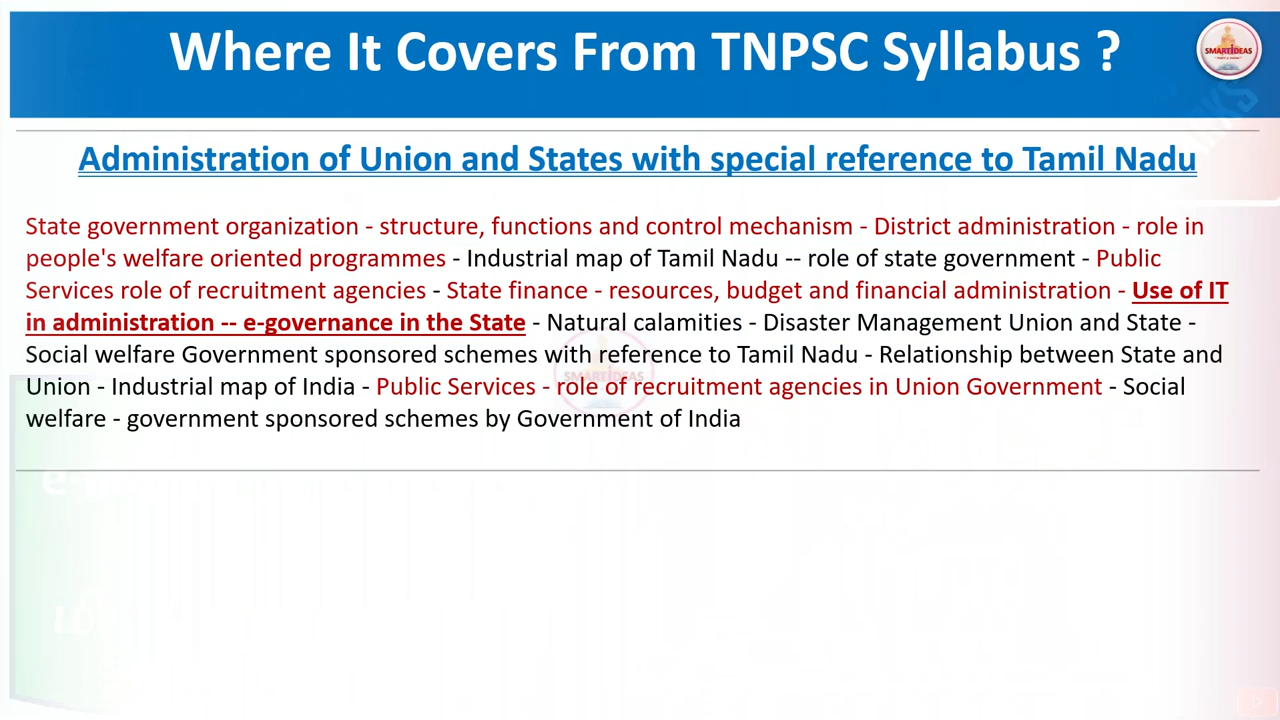 Where It Covers From TNPSC Syllabus ?
SMARTIDEAS
Administration of Union and States with special reference to Tamil Nadu
State government organization - structure, functions and control mechanism - District administration - role in
people's welfare oriented programmes - Industrial map of Tamil Nadu -- role of state government - Public
Services role of recruitment agencies - State finance - resources, budget and financial administration - Use of IT
in administration -- e-governance in the State - Natural calamities - Disaster Management Union and State -
Social welfare Government sponsored schemes with reference to Tamil Nadu - Relationship between State and
Union - Industrial map of India - Public Services - role of recruitment agencies in Union Government - Social
welfare - government sponsored schemes by Government of India
SMARTIDEAS